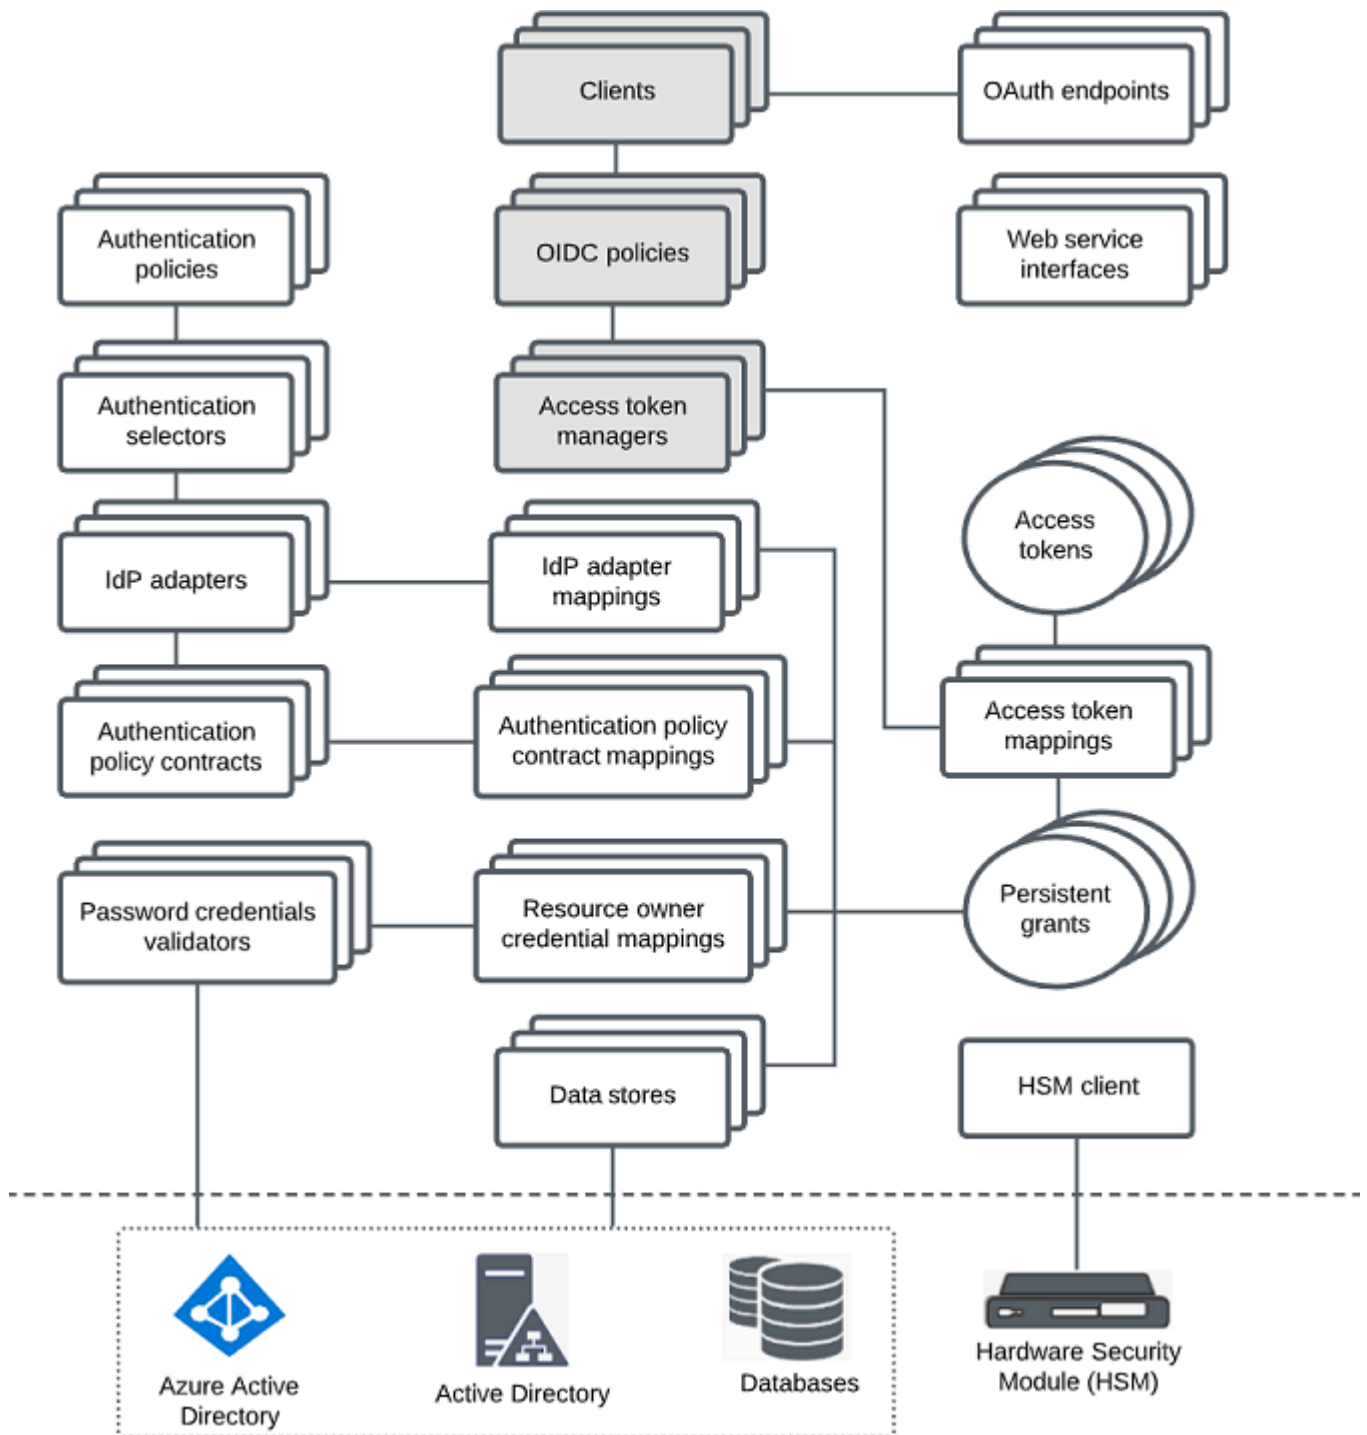 Clients
OAuth endpoints
Authentication
policies
OIDC policies
Web service
interfaces
Authentication
selectors
Access token
managers
Access
tokens
IdP adapters
IdP adapter
mappings
Authentication
policy contracts
Authentication policy
contract mappings
Access token
mappings
Password credentials
validators
Resource owner
credential mappings
Persistent
grants
Data stores
HSM client
Azure Active
Directory
Active Directory
Databases
Hardware Security
Module (HSM)